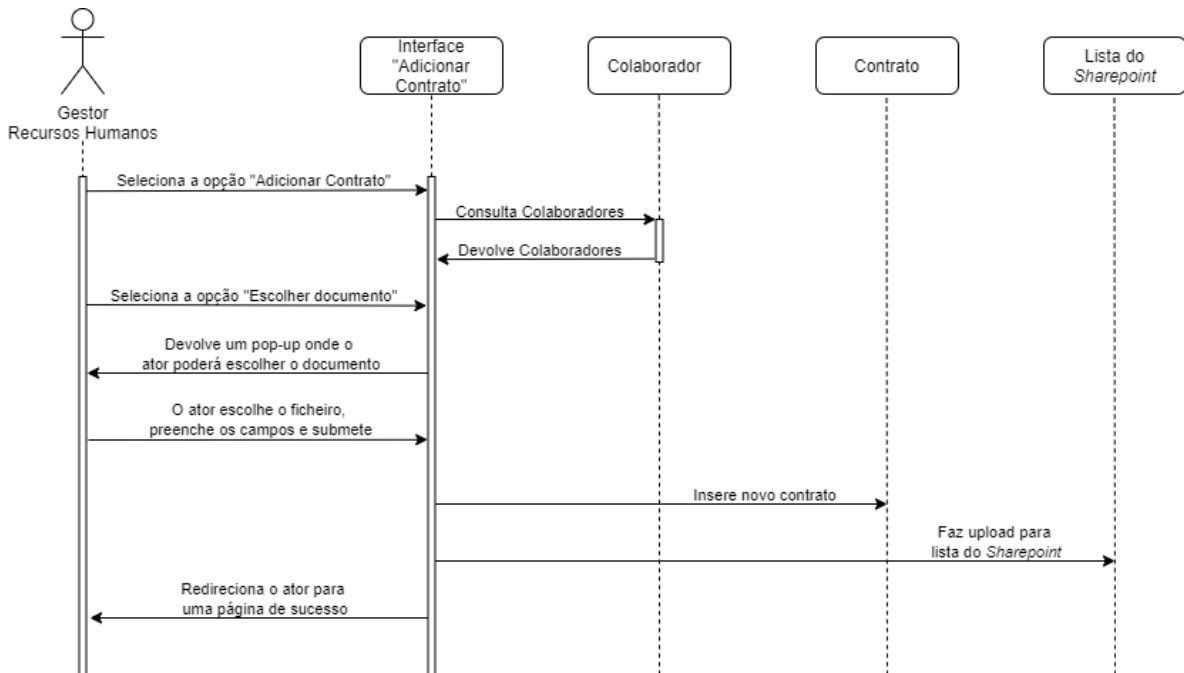 Gestor
Recursos Humanos
Interface
"Adicionar
Contrato"
Colaborador
Contrato
Lista do
Sharepoint
Seleciona a opção "Adicionar Contrato"
Consulta Colaboradores
Devolve Colaboradores
Seleciona a opção "Escolher documento"
Devolve um pop-up onde o
ator poderá escolher o documento
O ator escolhe o ficheiro,
preenche os campos e submete
Insere novo contrato
Faz upload para
lista do Sharepoint
Redireciona o ator para
uma página de sucesso